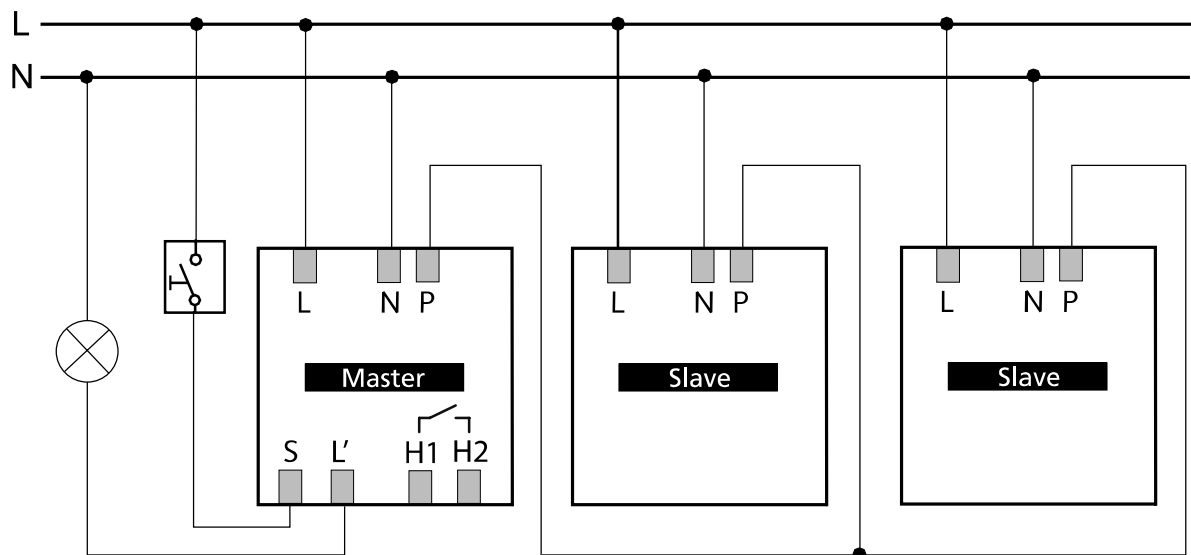 L
N
L N P L N P L N P
Master Slave Slave
S L′ H1 H2